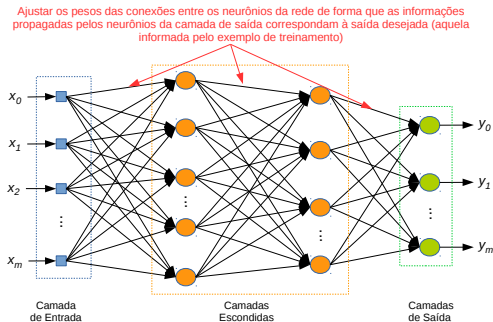 Ajustar os pesos das conexões entre os neurônios da rede de forma que as informações
propagadas pelos neurônios da camada de saída correspondam à saída desejada (aquela
informada pelo exemplo de treinamento)
x0
x1
x2
...
xm
...
...
y0
y1
...
ym
Camada
de Entrada
Camadas
Escondidas
Camadas
de Saída